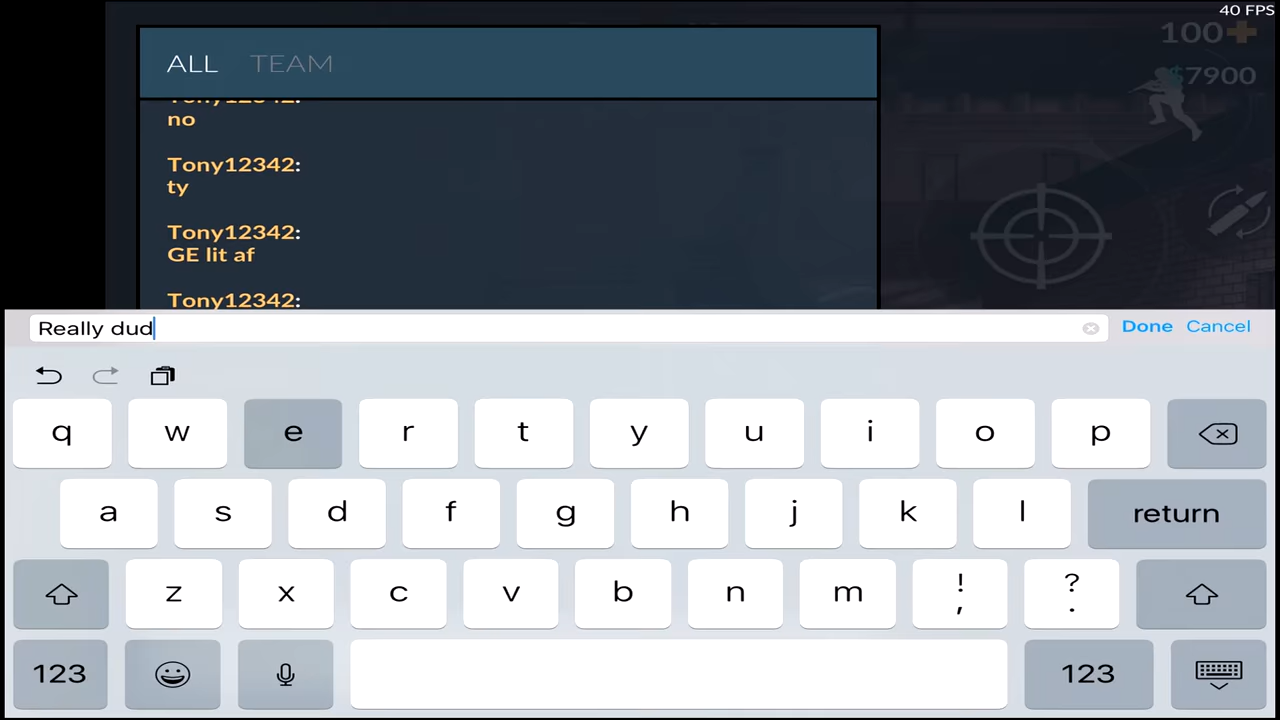 40 FPS
100
$7900
ALL TEAM
Tony12342:
no
Tony12342:
ty
Tony12342:
GE lit af
Tony12342:
Really dud
Done Cancel
q w e r t y u i o p
a s d f g h j k l return
z x c v b n m ! , ? .
123 123